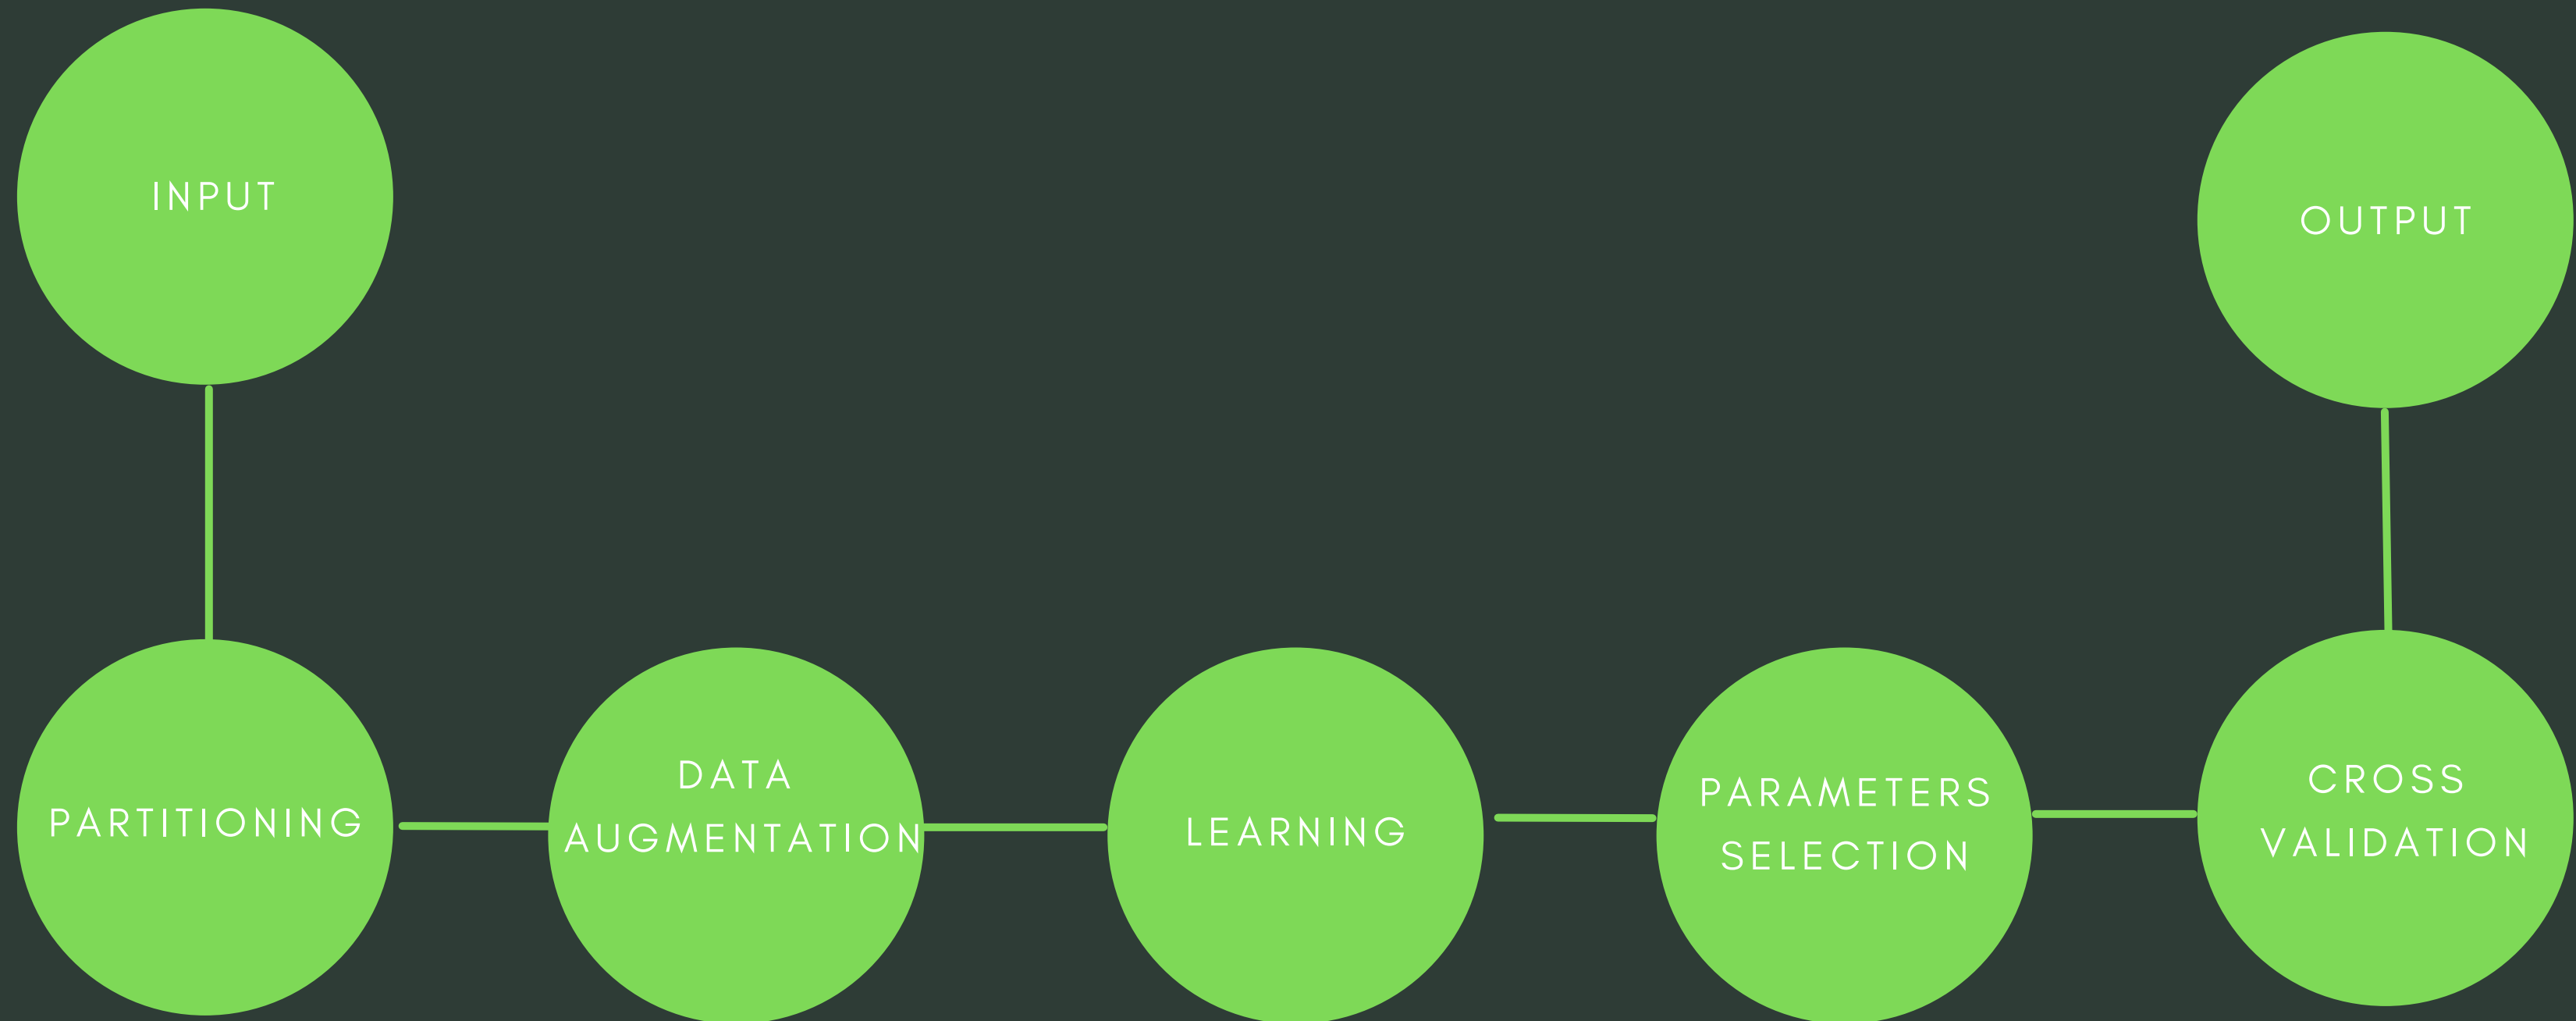 INPUT
OUTPUT
PARTITIONING
DATA
AUGMENTATION
LEARNING
PARAMETERS
SELECTION
CROSS
VALIDATION